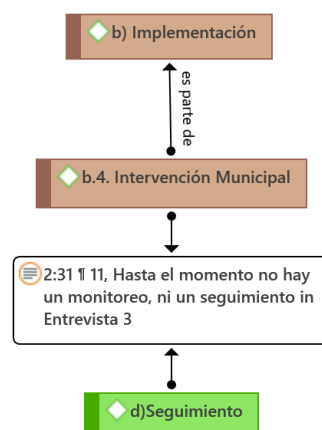 b) Implementación
es parte de
b.4. Intervención Municipal
2:31 ¶ 11, Hasta el momento no hay
un monitoreo, ni un seguimiento in
Entrevista 3
d)Seguimiento